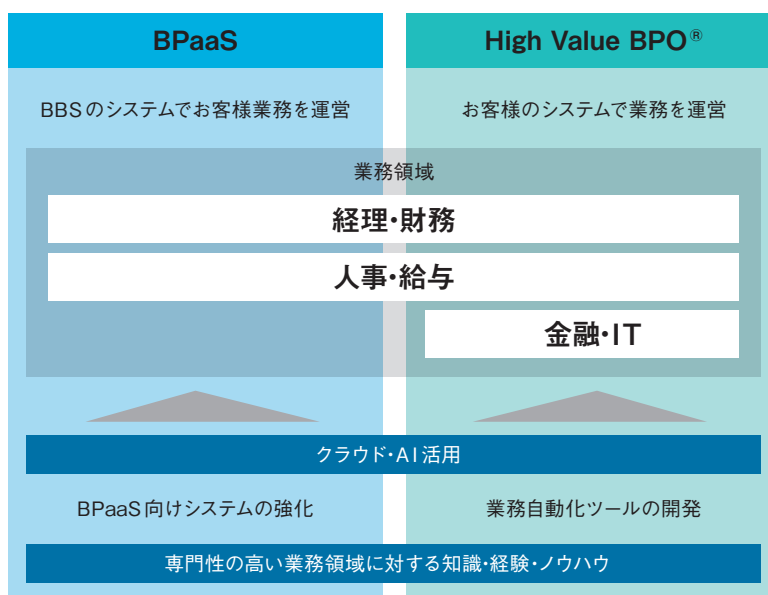 BPaaS
High Value BPO®
BBSのシステムでお客様業務を運営
お客様のシステムで業務を運営
業務領域
経理・財務
人事・給与
金融・IT
クラウド・AI活用
BPaaS向けシステムの強化
業務自動化ツールの開発
専門性の高い業務領域に対する知識・経験・ノウハウ